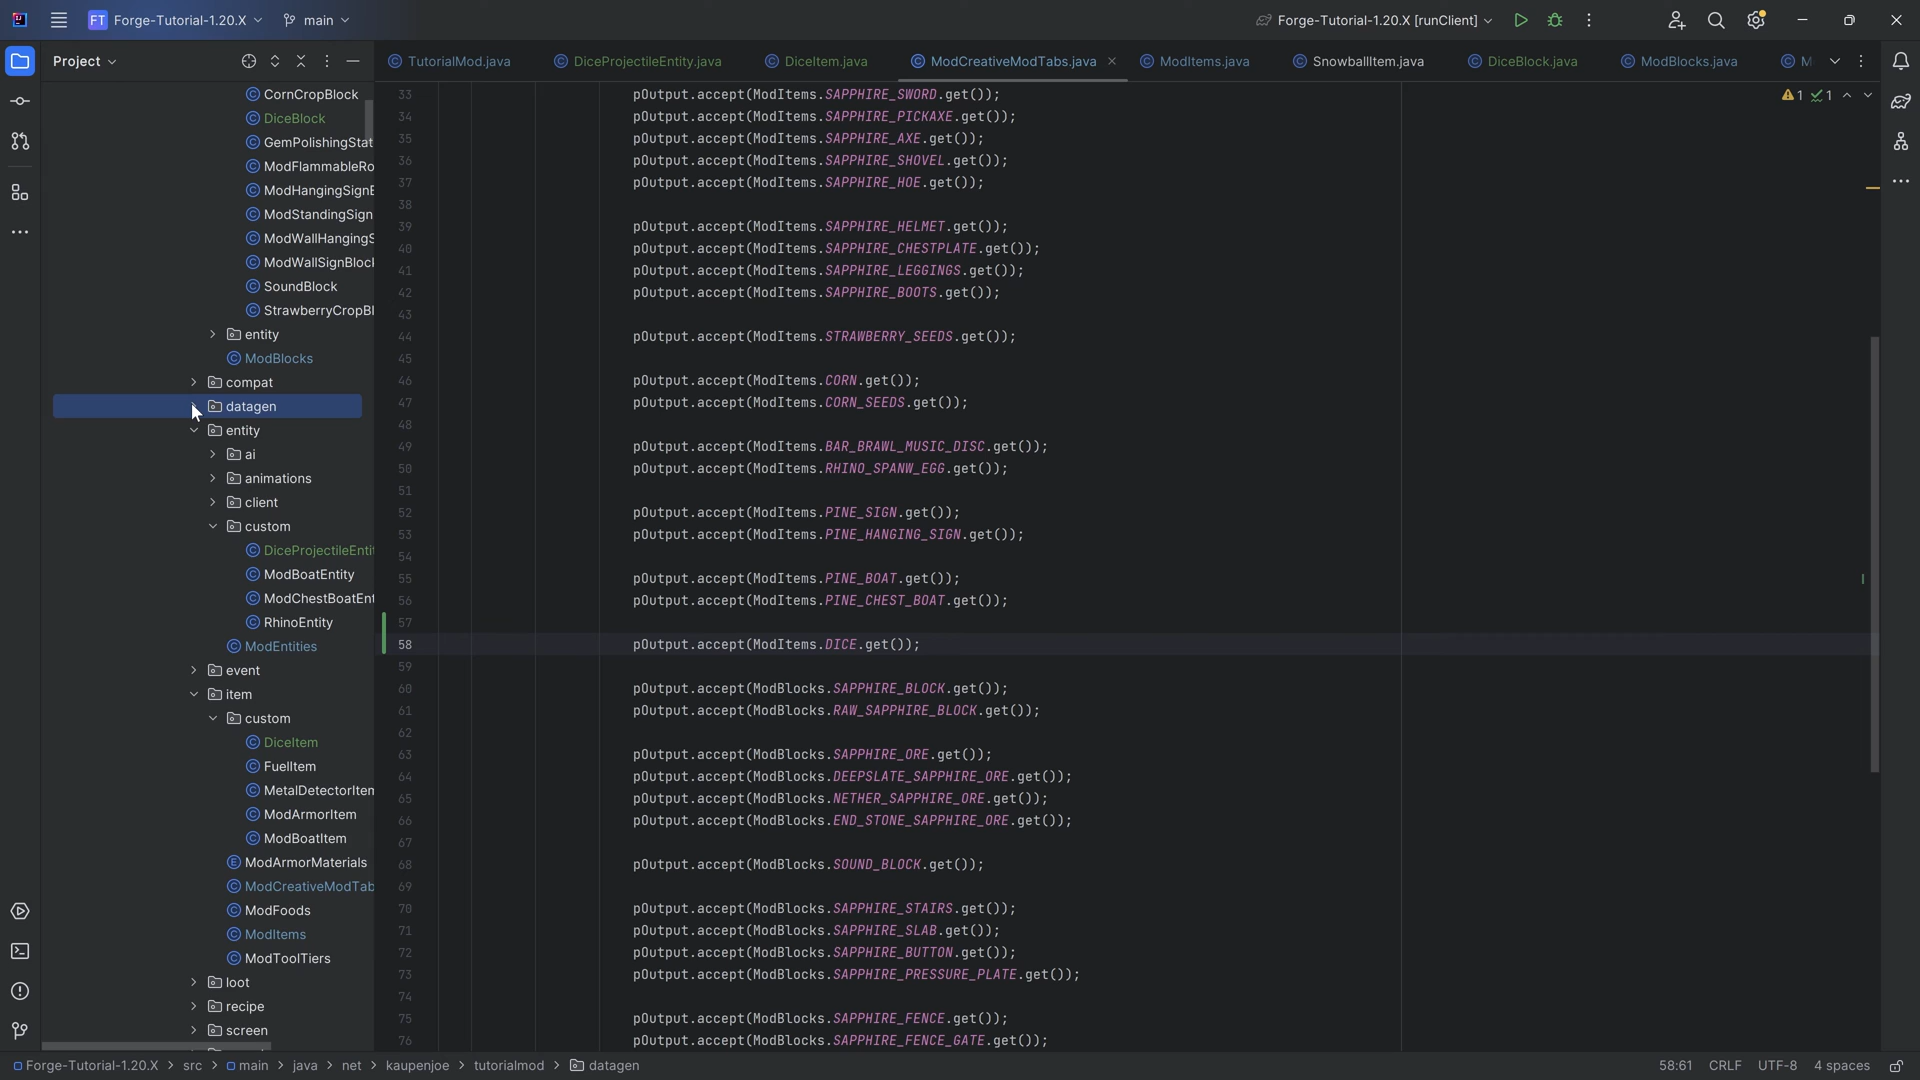 FT Forge-Tutorial-1.20.X main Forge-Tutorial-1.20.X [runClient]
Project
TutorialMod.java DiceProjectileEntity.java DiceItem.java ModCreativeModTabs.java ModItems.java SnowballItem.java DiceBlock.java ModBlocks.java M
CornCropBlock
DiceBlock
GemPolishingStat
ModFlammableRo
ModHangingSignE
ModStandingSign
ModWallHangingS
ModWallSignBlock
SoundBlock
StrawberryCropBl
entity
ModBlocks
compat
datagen
entity
ai
animations
client
custom
DiceProjectileEntit
ModBoatEntity
ModChestBoatEnt
RhinoEntity
ModEntities
event
item
custom
DiceItem
FuelItem
MetalDetectorItem
ModArmorItem
ModBoatItem
ModArmorMaterials
ModCreativeModTab
ModFoods
ModItems
ModToolTiers
loot
recipe
screen
1 1
33 pOutput.accept(ModItems.SAPPHIRE_SWORD.get());
34 pOutput.accept(ModItems.SAPPHIRE_PICKAXE.get());
35 pOutput.accept(ModItems.SAPPHIRE_AXE.get());
36 pOutput.accept(ModItems.SAPPHIRE_SHOVEL.get());
37 pOutput.accept(ModItems.SAPPHIRE_HOE.get());
38
39 pOutput.accept(ModItems.SAPPHIRE_HELMET.get());
40 pOutput.accept(ModItems.SAPPHIRE_CHESTPLATE.get());
41 pOutput.accept(ModItems.SAPPHIRE_LEGGINGS.get());
42 pOutput.accept(ModItems.SAPPHIRE_BOOTS.get());
43
44 pOutput.accept(ModItems.STRAWBERRY_SEEDS.get());
45
46 pOutput.accept(ModItems.CORN.get());
47 pOutput.accept(ModItems.CORN_SEEDS.get());
48
49 pOutput.accept(ModItems.BAR_BRAWL_MUSIC_DISC.get());
50 pOutput.accept(ModItems.RHINO_SPANW_EGG.get());
51
52 pOutput.accept(ModItems.PINE_SIGN.get());
53 pOutput.accept(ModItems.PINE_HANGING_SIGN.get());
54
55 pOutput.accept(ModItems.PINE_BOAT.get());
56 pOutput.accept(ModItems.PINE_CHEST_BOAT.get());
57
58 pOutput.accept(ModItems.DICE.get());
59
60 pOutput.accept(ModBlocks.SAPPHIRE_BLOCK.get());
61 pOutput.accept(ModBlocks.RAW_SAPPHIRE_BLOCK.get());
62
63 pOutput.accept(ModBlocks.SAPPHIRE_ORE.get());
64 pOutput.accept(ModBlocks.DEEPSLATE_SAPPHIRE_ORE.get());
65 pOutput.accept(ModBlocks.NETHER_SAPPHIRE_ORE.get());
66 pOutput.accept(ModBlocks.END_STONE_SAPPHIRE_ORE.get());
67
68 pOutput.accept(ModBlocks.SOUND_BLOCK.get());
69
70 pOutput.accept(ModBlocks.SAPPHIRE_STAIRS.get());
71 pOutput.accept(ModBlocks.SAPPHIRE_SLAB.get());
72 pOutput.accept(ModBlocks.SAPPHIRE_BUTTON.get());
73 pOutput.accept(ModBlocks.SAPPHIRE_PRESSURE_PLATE.get());
74
75 pOutput.accept(ModBlocks.SAPPHIRE_FENCE.get());
76 pOutput.accept(ModBlocks.SAPPHIRE_FENCE_GATE.get());
Forge-Tutorial-1.20.X > src > main > java > net > kaupenjoe > tutorialmod > datagen 58:61 CRLF UTF-8 4 spaces